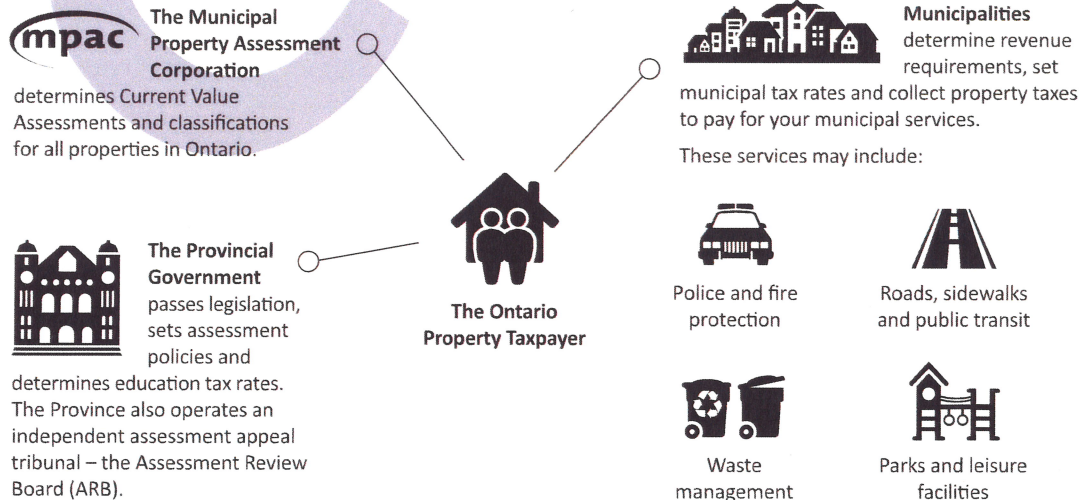 mpac
The Municipal
Property Assessment
Corporation
determines Current Value
Assessments and classifications
for all properties in Ontario.
The Provincial
Government
passes legislation,
sets assessment
policies and
determines education tax rates.
The Province also operates an
independent assessment appeal
tribunal – the Assessment Review
Board (ARB).
The Ontario
Property Taxpayer
Municipalities
determine revenue
requirements, set
municipal tax rates and collect property taxes
to pay for your municipal services.
These services may include:
Police and fire
protection
Roads, sidewalks
and public transit
Waste
management
Parks and leisure
facilities